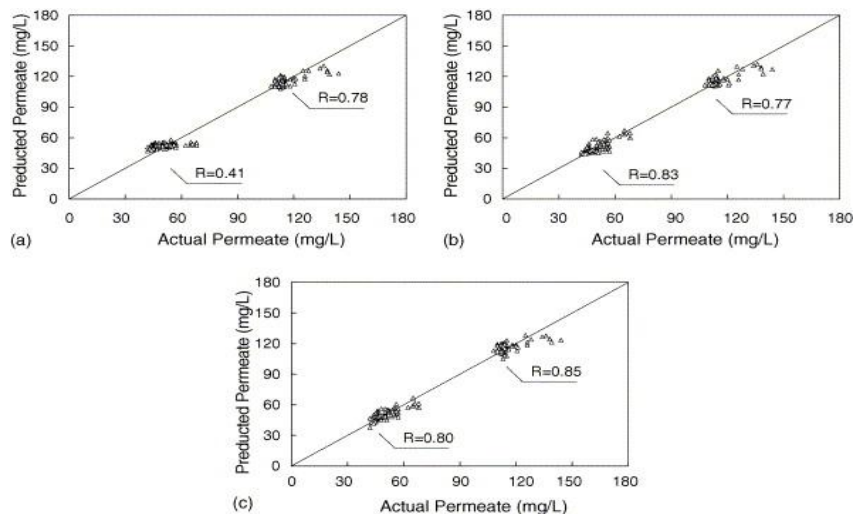 180
150
120
90
60
30
0
Preducted Permeate (mg/L)
R=0.78
R=0.41
0 30 60 90 120 150 180
(a) Actual Permeate (mg/L)
180
150
120
90
60
30
0
Preducted Permeate (mg/L)
R=0.77
R=0.83
0 30 60 90 120 150 180
(b) Actual Permeate (mg/L)
180
150
120
90
60
30
0
Preducted Permeate (mg/L)
R=0.85
R=0.80
0 30 60 90 120 150 180
(c) Actual Permeate (mg/L)